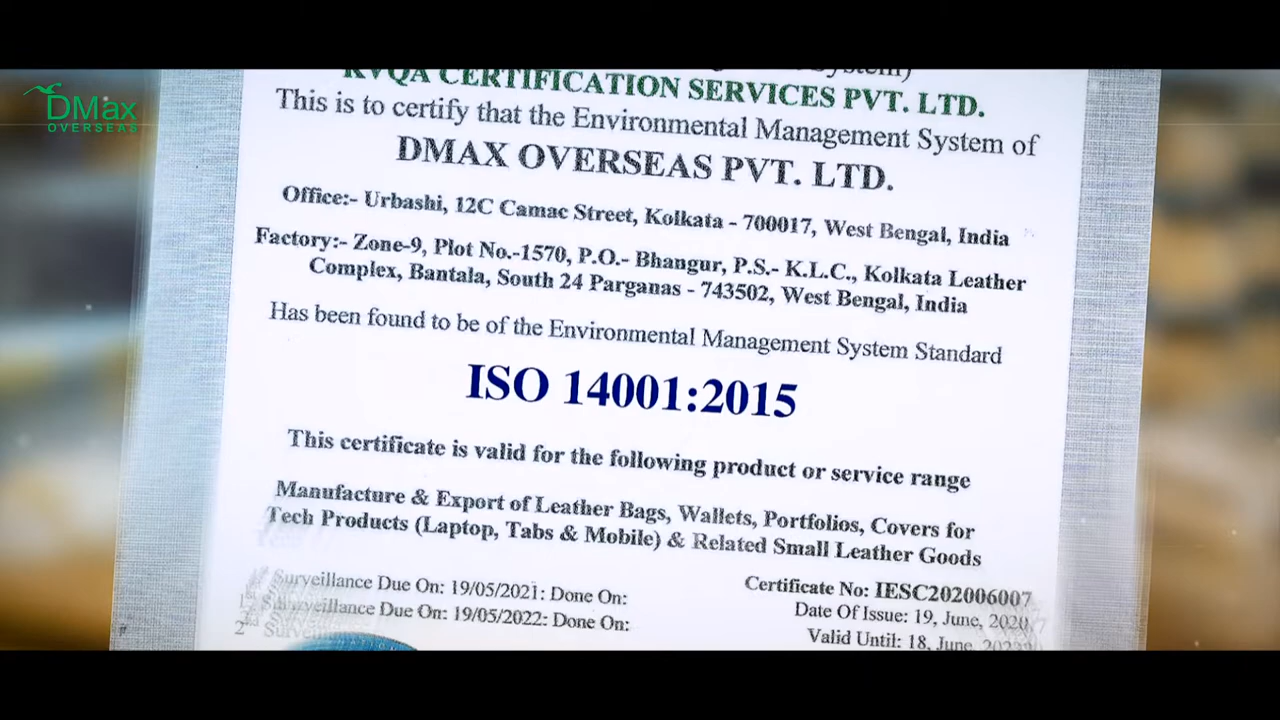 DMax
OVERSEAS
System)
KVQA CERTIFICATION SERVICES PVT. LTD.
This is to certify that the Environmental Management System of
DMAX OVERSEAS PVT. LTD.
Office:- Urbashi, 12C Camac Street, Kolkata - 700017, West Bengal, India
Factory:- Zone-9, Plot No.-1570, P.O.- Bhangur, P.S.- K.L.C., Kolkata Leather
Complex, Bantala, South 24 Parganas - 743502, West Bengal, India
Has been found to be of the Environmental Management System Standard
ISO 14001:2015
This certificate is valid for the following product or service range
Manufacture & Export of Leather Bags, Wallets, Portfolios, Covers for
Tech Products (Laptop, Tabs & Mobile) & Related Small Leather Goods
Surveillance Due On: 19/05/2021: Done On:
Surveillance Due On: 19/05/2022: Done On:
Certificate No: IESC202006007
Date Of Issue: 19, June, 2020
Valid Until: 18, June,